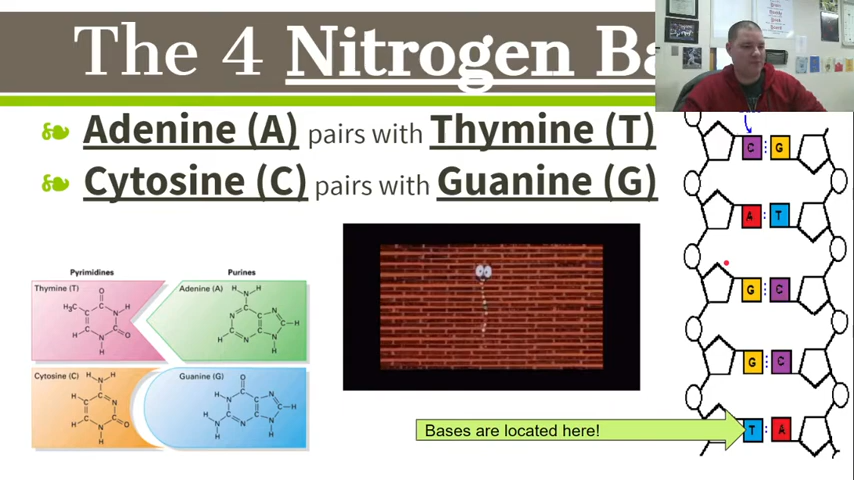 The 4 Nitrogen Ba
Adenine (A) pairs with Thymine (T)
Cytosine (C) pairs with Guanine (G)
Pyrimidines
Purines
Thymine (T)
Adenine (A)
Cytosine (C)
Guanine (G)
C G
A T
G C
G C
T A
Bases are located here!